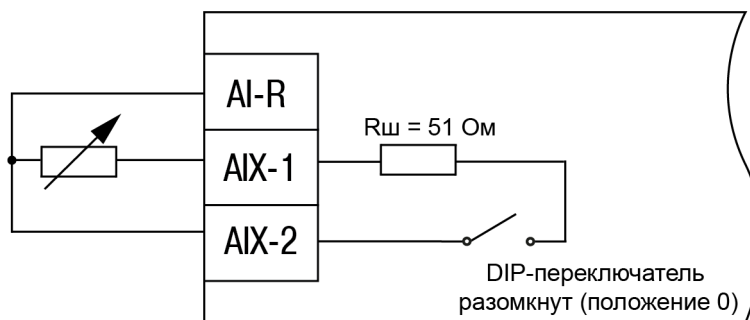 AI-R
Rш = 51 Ом
AIX-1
AIX-2
DIP-переключатель
разомкнут (положение 0)